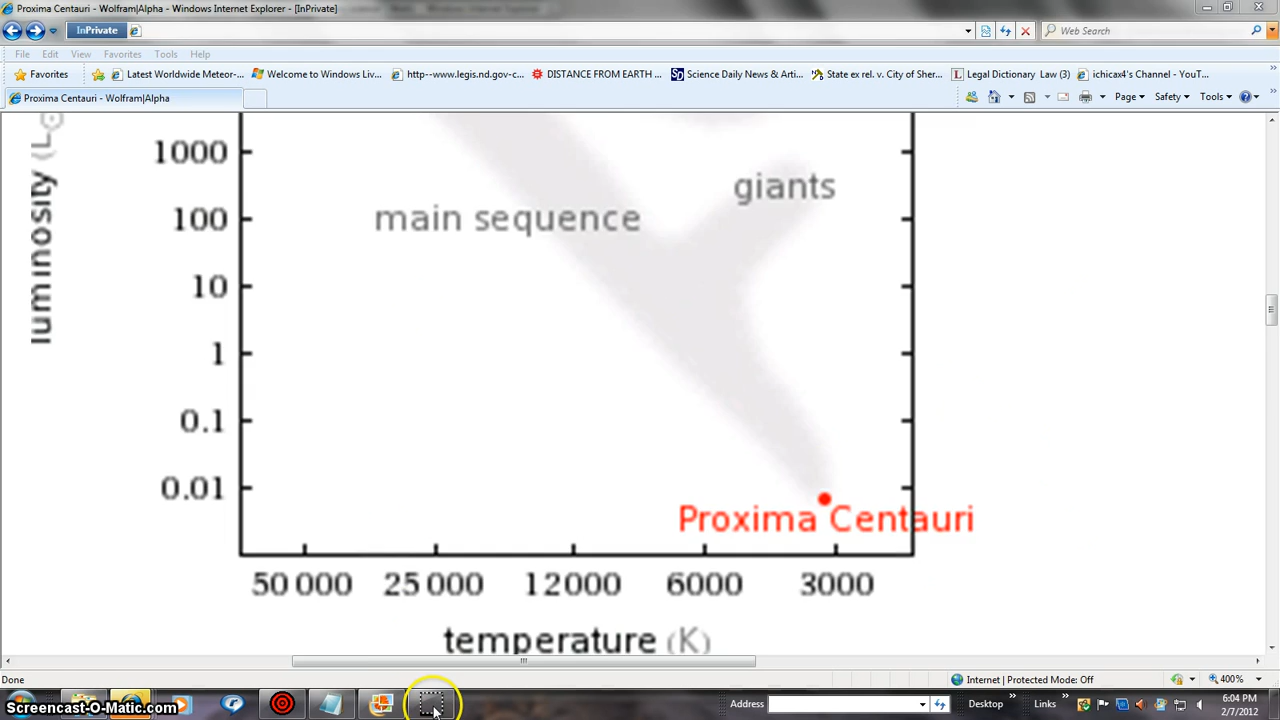 Proxima Centauri - Wolfram|Alpha - Windows Internet Explorer - [InPrivate]
InPrivate
Web Search
File Edit View Favorites Tools Help
Favorites Latest Worldwide Meteor-... Welcome to Windows Liv... http--www.legis.nd.gov-c... DISTANCE FROM EARTH ... Science Daily News & Arti... State ex rel. v. City of Sher... Legal Dictionary Law (3) ichicax4's Channel - YouT...
Proxima Centauri - Wolfram|Alpha
Page Safety Tools
luminosity
1000
giants
100
main sequence
10
1
0.1
0.01
Proxima Centauri
50 000 25 000 12 000 6000 3000
temperature (K)
Done
Internet | Protected Mode: Off
400%
Screencast-O-Matic.com
Address
Desktop
Links
6:04 PM
2/7/2012